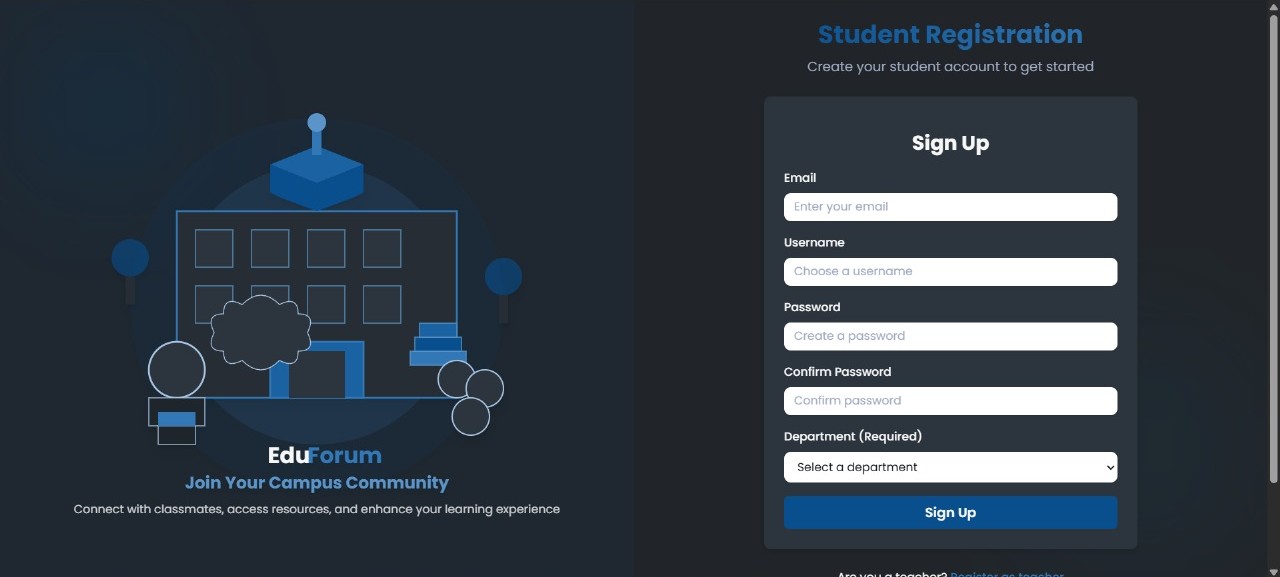 EduForum
Join Your Campus Community
Connect with classmates, access resources, and enhance your learning experience
Student Registration
Create your student account to get started
Sign Up
Email
Enter your email
Username
Choose a username
Password
Create a password
Confirm Password
Confirm password
Department (Required)
Select a department
Sign Up
Are you a teacher? Register as teacher